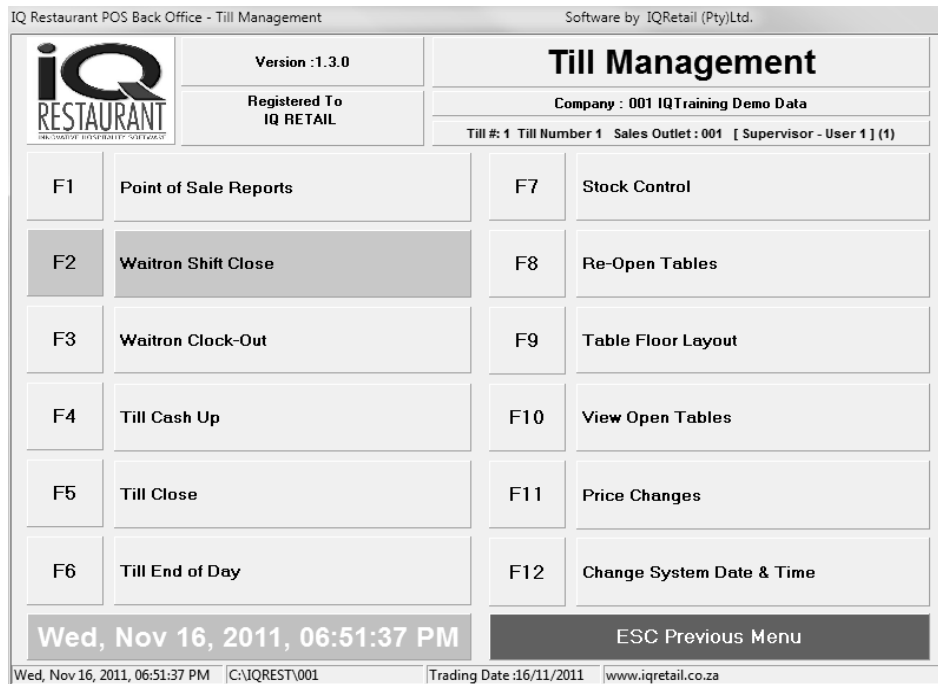 IQ Restaurant POS Back Office - Till Management Software by IQRetail (Pty)Ltd.
iQ
RESTAURANT
INNOVATIVE HOSPITALITY SOFTWARE
Version :1.3.0
Registered To
IQ RETAIL
Till Management
Company : 001 IQTraining Demo Data
Till #: 1 Till Number 1 Sales Outlet : 001 [ Supervisor - User 1 ] (1)
F1 Point of Sale Reports
F2 Waitron Shift Close
F3 Waitron Clock-Out
F4 Till Cash Up
F5 Till Close
F6 Till End of Day
F7 Stock Control
F8 Re-Open Tables
F9 Table Floor Layout
F10 View Open Tables
F11 Price Changes
F12 Change System Date & Time
Wed, Nov 16, 2011, 06:51:37 PM
ESC Previous Menu
Wed, Nov 16, 2011, 06:51:37 PM C:\IQREST\001 Trading Date :16/11/2011 www.iqretail.co.za